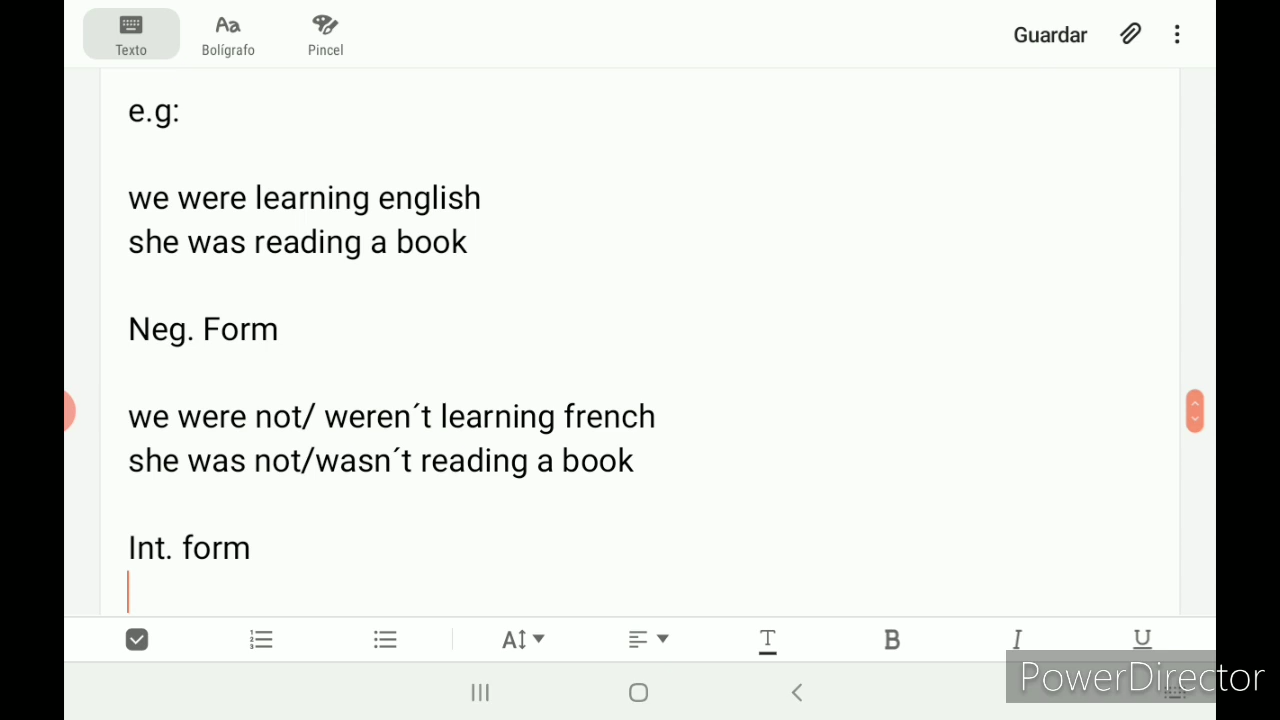 Texto
Bolígrafo
Pincel
Guardar
e.g:
we were learning english
she was reading a book
Neg. Form
we were not/ weren´t learning french
she was not/wasn´t reading a book
Int. form
PowerDirector